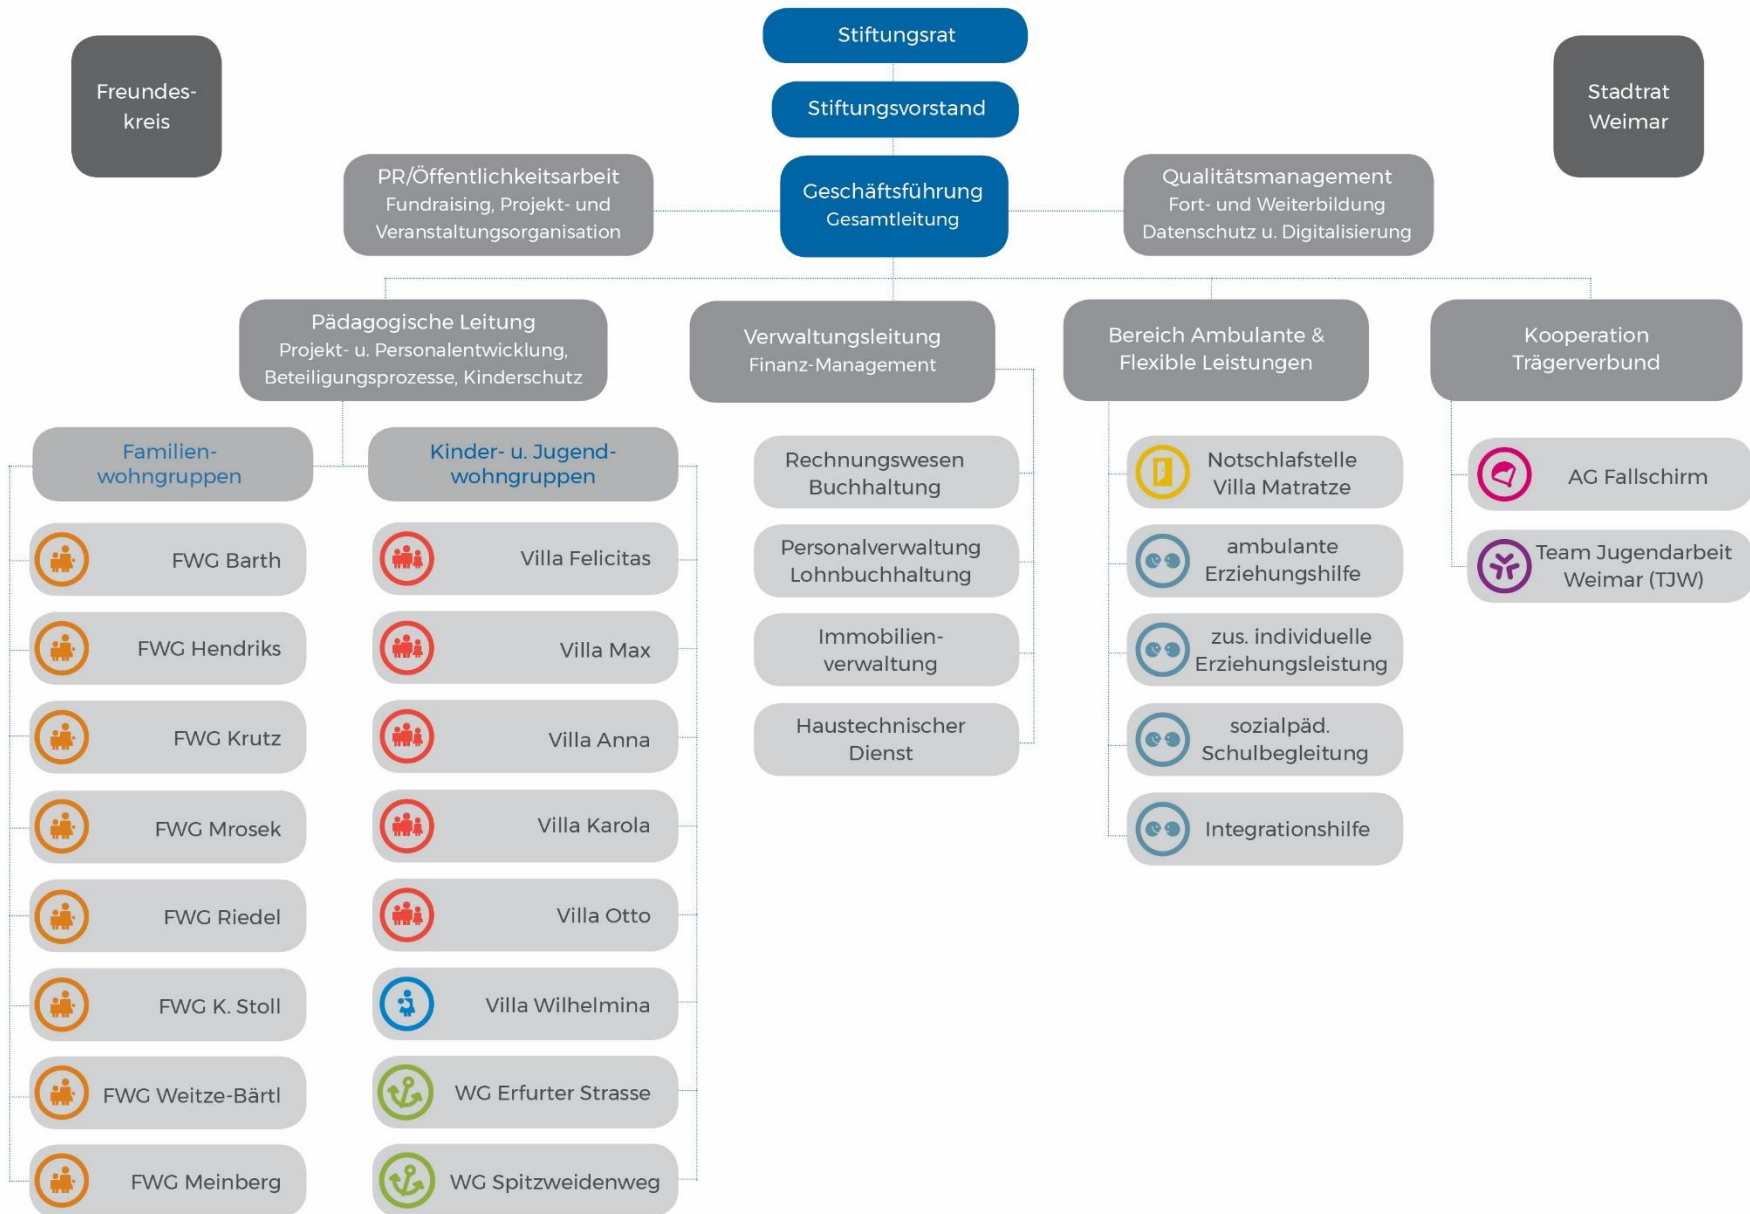 Stiftungsrat
Freundes-
kreis
Stiftungsvorstand
Stadtrat
Weimar
PR/Öffentlichkeitsarbeit
Fundraising, Projekt- und
Veranstaltungsorganisation
Geschäftsführung
Gesamtleitung
Qualitätsmanagement
Fort- und Weiterbildung
Datenschutz u. Digitalisierung
Pädagogische Leitung
Projekt- u. Personalentwicklung,
Beteiligungsprozesse, Kinderschutz
Verwaltungsleitung
Finanz-Management
Bereich Ambulante &
Flexible Leistungen
Kooperation
Trägerverbund
Familien-
wohngruppen
FWG Barth
FWG Hendriks
FWG Krutz
FWG Mrosek
FWG Riedel
FWG K. Stoll
FWG Weitze-Bärtl
FWG Meinberg
Kinder- u. Jugend-
wohngruppen
Villa Felicitas
Villa Max
Villa Anna
Villa Karola
Villa Otto
Villa Wilhelmina
WG Erfurter Strasse
WG Spitzweidenweg
Rechnungswesen
Buchhaltung
Personalverwaltung
Lohnbuchhaltung
Immobilien-
verwaltung
Haustechnischer
Dienst
Notschlafstelle
Villa Matratze
ambulante
Erziehungshilfe
zus. individuelle
Erziehungsleistung
sozialpäd.
Schulbegleitung
Integrationshilfe
AG Fallschirm
Team Jugendarbeit
Weimar (TJW)